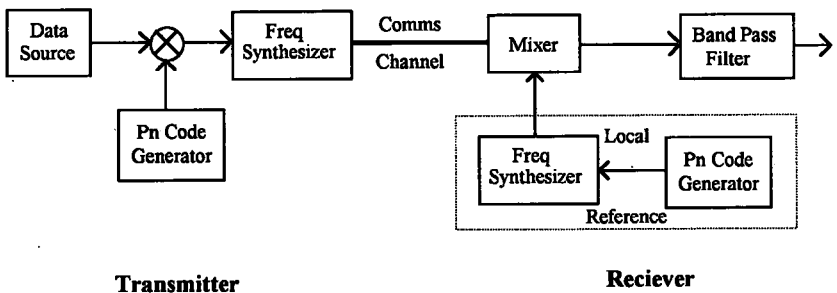 Data
Source
Freq
Synthesizer
Comms
Channel
Mixer
Band Pass
Filter
Pn Code
Generator
Local
Freq
Synthesizer
Pn Code
Generator
Reference
Transmitter
Reciever